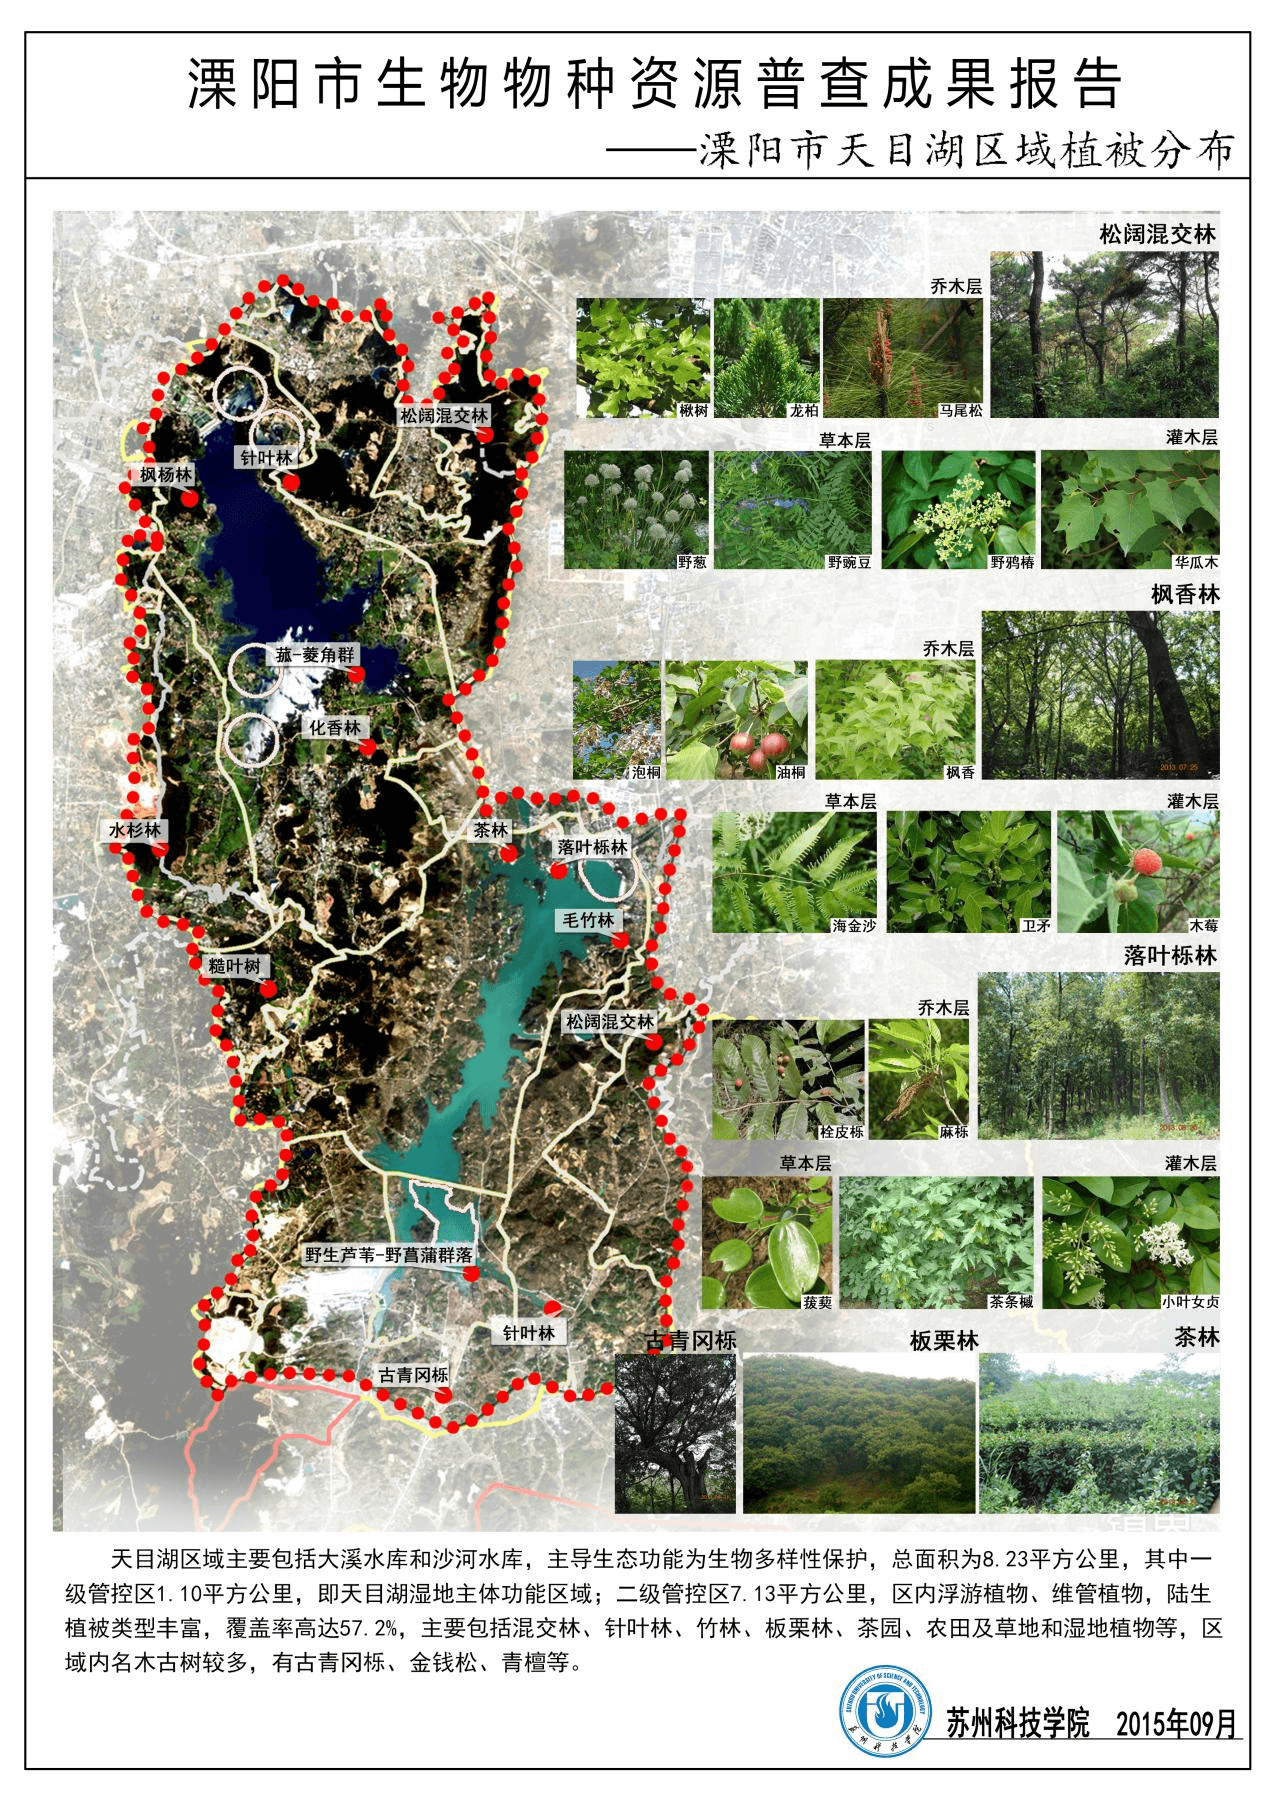 溧阳市生物物种资源普查成果报告
——溧阳市天目湖区域植被分布
松阔混交林
乔木层
楸树
龙柏
马尾松
草本层
灌木层
野葱
野豌豆
野鸦椿
华瓜木
枫香林
乔木层
泡桐
油桐
枫香
2013 07 25
草本层
灌木层
海金沙
卫矛
木莓
落叶栎林
乔木层
栓皮栎
麻栎
草本层
灌木层
菝葜
茶条槭
小叶女贞
古青冈栎
板栗林
茶林
松阔混交林
针叶林
枫杨林
菰-菱角群
化香林
水杉林
茶林
落叶栎林
毛竹林
糙叶树
松阔混交林
野生芦苇-野菖蒲群落
针叶林
古青冈栎
天目湖区域主要包括大溪水库和沙河水库，主导生态功能为生物多样性保护，总面积为8.23平方公里，其中一
级管控区1.10平方公里，即天目湖湿地主体功能区域；二级管控区7.13平方公里，区内浮游植物、维管植物，陆生
植被类型丰富，覆盖率高达57.2%，主要包括混交林、针叶林、竹林、板栗林、茶园、农田及草地和湿地植物等，区
域内名木古树较多，有古青冈栎、金钱松、青檀等。
SUZHOU UNIVERSITY OF SCIENCE AND TECHNOLOGY
苏州科技学院
苏州科技学院 2015年09月